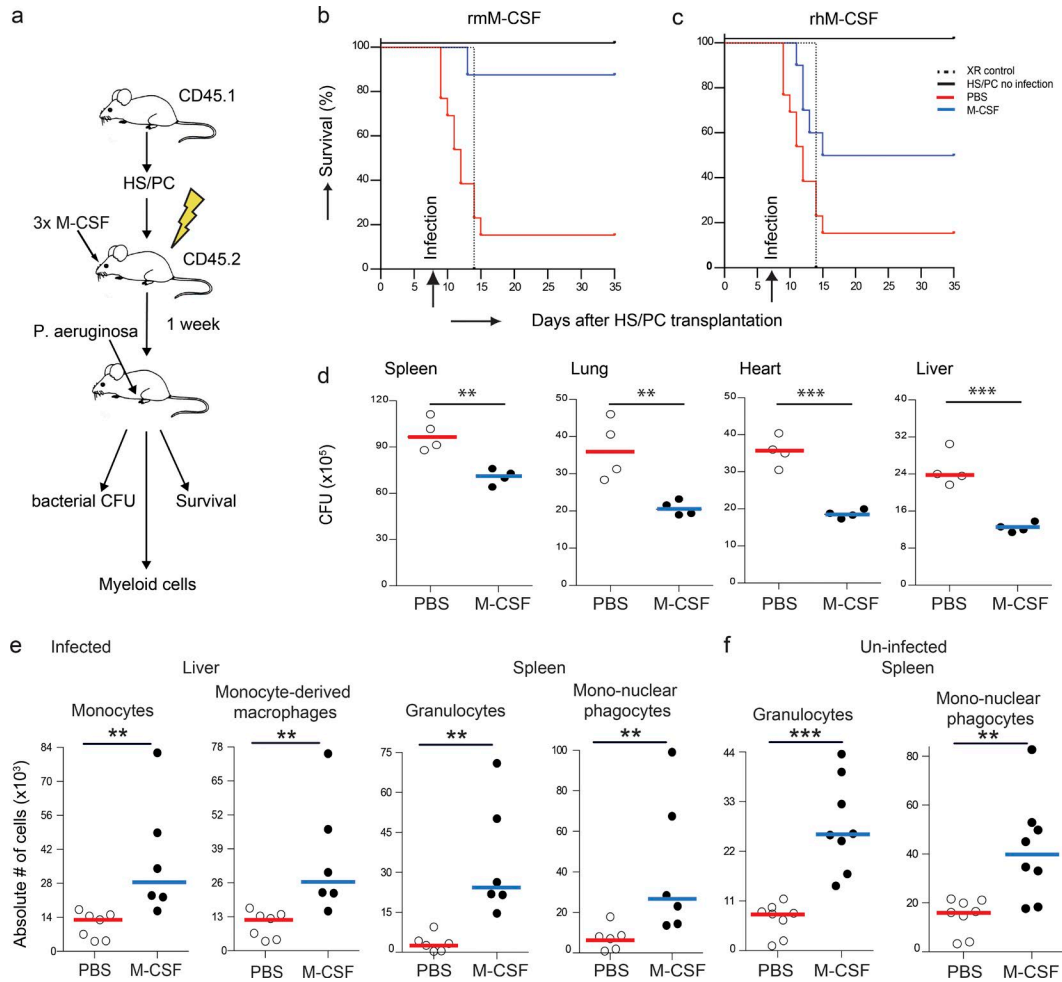 a
CD45.1
HS/PC
3x M-CSF
CD45.2
1 week
P. aeruginosa
bacterial CFU
Survival
Myeloid cells
b
rmM-CSF
Survival (%)
100
80
60
40
20
0
Infection
0 5 10 15 20 25 30 35
c
rhM-CSF
100
80
60
40
20
0
Infection
0 5 10 15 20 25 30 35
XR control
HS/PC no infection
PBS
M-CSF
Days after HS/PC transplantation
d
CFU (x10⁵)
Spleen
**
120
90
60
30
0
PBS M-CSF
Lung
**
50
40
30
20
10
0
PBS M-CSF
Heart
***
50
40
30
20
10
0
PBS M-CSF
Liver
***
40
32
24
16
8
0
PBS M-CSF
e
Infected
Absolute # of cells (x10³)
Liver
Monocytes
**
84
70
56
42
28
14
0
PBS M-CSF
Monocyte-derived
macrophages
**
78
65
52
39
26
13
0
PBS M-CSF
Spleen
Granulocytes
**
75
60
45
30
15
0
PBS M-CSF
Mono-nuclear
phagocytes
**
100
80
60
40
20
0
PBS M-CSF
f
Un-infected
Spleen
Granulocytes
***
44
33
22
11
0
PBS M-CSF
Mono-nuclear
phagocytes
**
80
60
40
20
0
PBS M-CSF